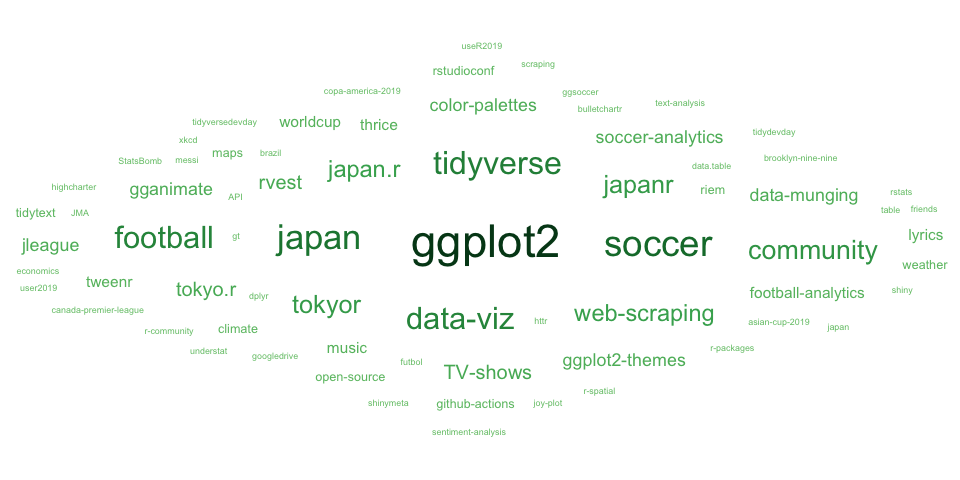 useR2019
scraping
rstudioconf
copa-america-2019
ggsoccer
color-palettes
bulletchartr
text-analysis
tidyversedevday
worldcup
thrice
soccer-analytics
tidydevday
xkcd
StatsBomb
messi
maps
brazil
japan.r
tidyverse
data.table
brooklyn-nine-nine
highcharter
gganimate
API
rvest
japanr
riem
data-munging
rstats
tidytext
JMA
table
friends
jleague
football
gt
japan
ggplot2
soccer
community
lyrics
economics
weather
user2019
tweenr
tokyo.r
dplyr
tokyor
football-analytics
shiny
canada-premier-league
r-community
climate
data-viz
httr
web-scraping
asian-cup-2019
japan
understat
googledrive
music
futbol
ggplot2-themes
r-packages
open-source
TV-shows
r-spatial
shinymeta
github-actions
joy-plot
sentiment-analysis